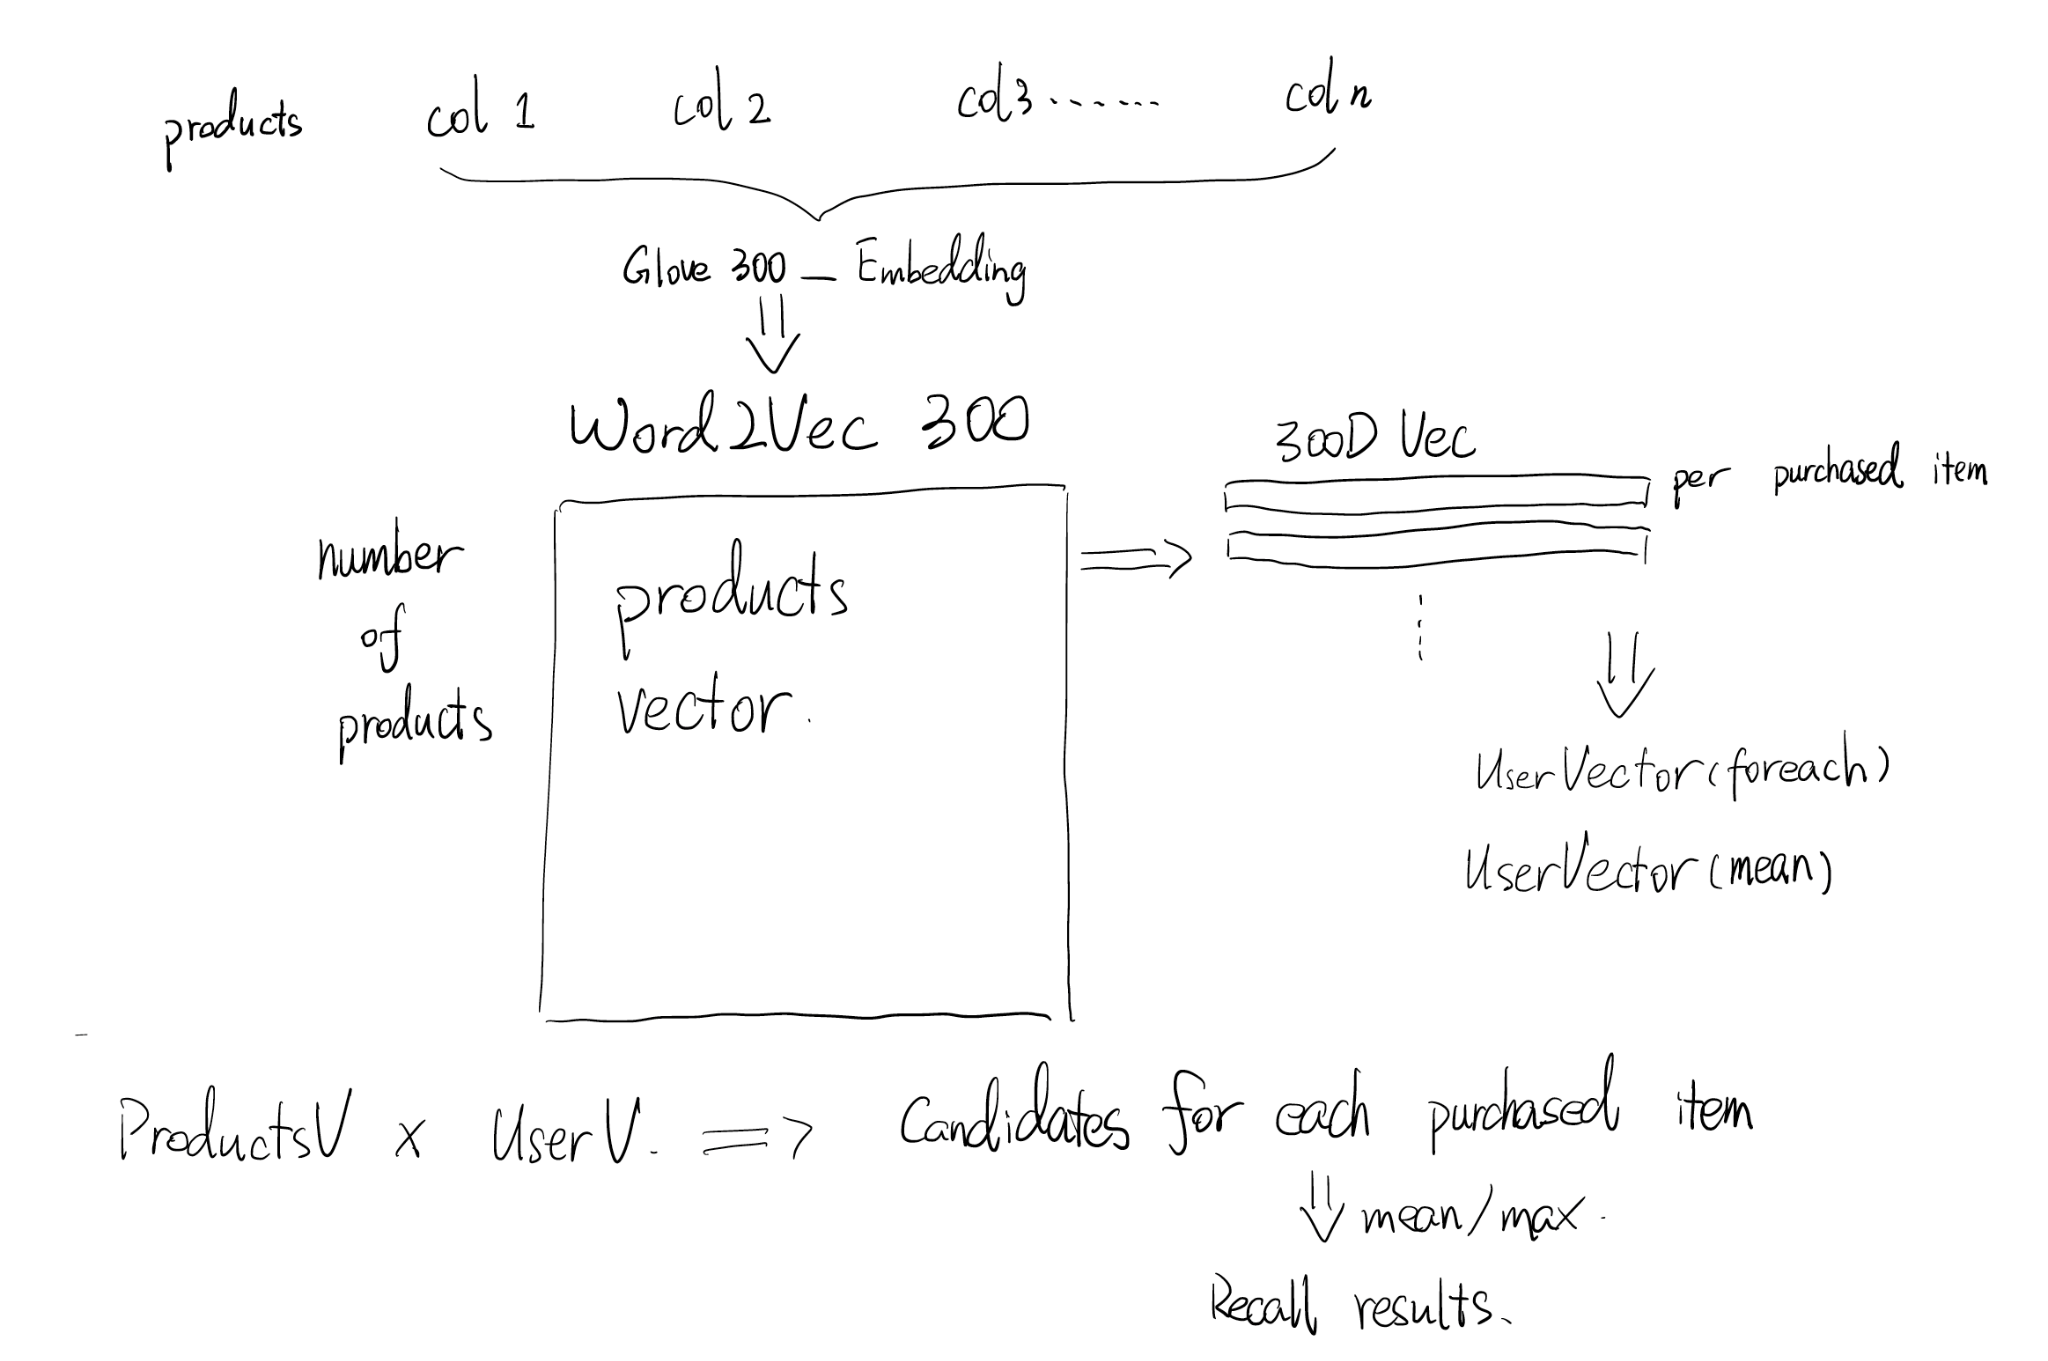 products col 1 col 2 col3 ....... col n
Glove 300 _ Embedding
Word2Vec 300
300D Vec
per purchased item
number
of
products
products
vector.
UserVector (foreach)
UserVector (mean)
ProductsV x UserV. => Candidates for each purchased item
mean/max.
Recall results.